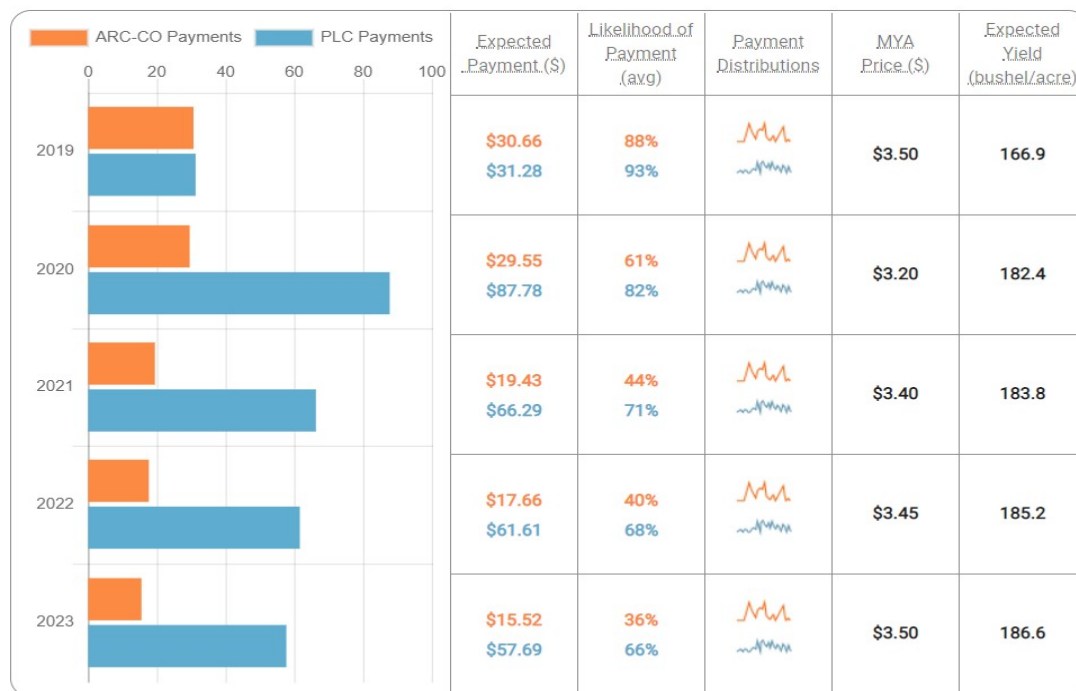 ARC-CO Payments PLC Payments
0 20 40 60 80 100
Expected
Payment ($)
Likelihood of
Payment
(avg)
Payment
Distributions
MYA
Price ($)
Expected
Yield
(bushel/acre)
2019
$30.66 88% $3.50 166.9
$31.28 93%
2020
$29.55 61% $3.20 182.4
$87.78 82%
2021
$19.43 44% $3.40 183.8
$66.29 71%
2022
$17.66 40% $3.45 185.2
$61.61 68%
2023
$15.52 36% $3.50 186.6
$57.69 66%